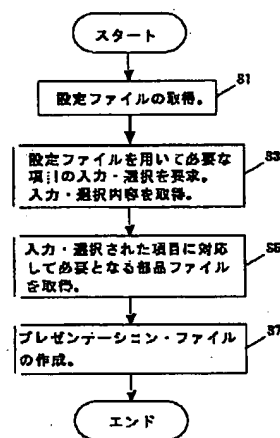 スタート
S1
設定ファイルの取得。
S3
設定ファイルを用いて必要な
項目の入力・選択を要求。
入力・選択内容を取得。
S5
入力・選択された項目に対応
して必要となる部品ファイル
を取得。
S7
プレゼンテーション・ファイル
の作成。
エンド